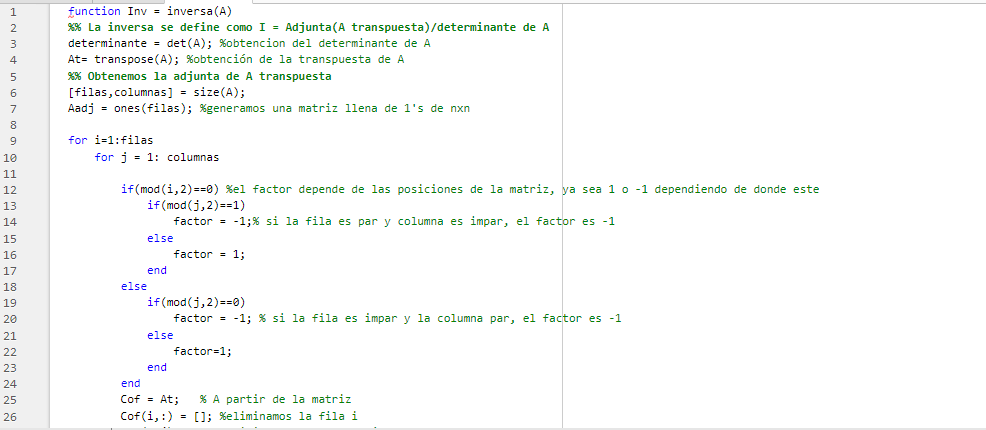 1 function Inv = inversa(A)
2 %% La inversa se define como I = Adjunta(A transpuesta)/determinante de A
3 determinante = det(A); %obtencion del determinante de A
4 At= transpose(A); %obtención de la transpuesta de A
5 %% Obtenemos la adjunta de A transpuesta
6 [filas,columnas] = size(A);
7 Aadj = ones(filas); %generamos una matriz llena de 1's de nxn
8
9 for i=1:filas
10 for j = 1: columnas
11
12 if(mod(i,2)==0) %el factor depende de las posiciones de la matriz, ya sea 1 o -1 dependiendo de donde este
13 if(mod(j,2)==1)
14 factor = -1;% si la fila es par y columna es impar, el factor es -1
15 else
16 factor = 1;
17 end
18 else
19 if(mod(j,2)==0)
20 factor = -1; % si la fila es impar y la columna par, el factor es -1
21 else
22 factor=1;
23 end
24 end
25 Cof = At; % A partir de la matriz
26 Cof(i,:) = []; %eliminamos la fila i